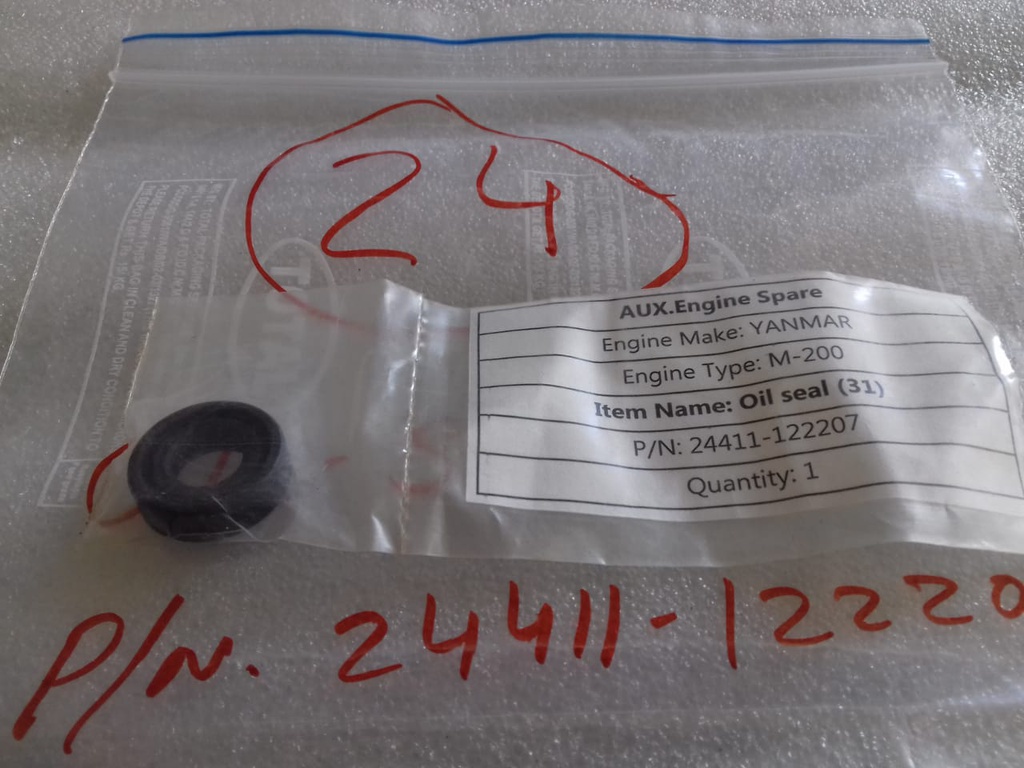 24
AUX.Engine Spare
Engine Make: YANMAR
Engine Type: M-200
Item Name: Oil seal (31)
P/N: 24411-122207
Quantity: 1
P/N. 24411-12220
TOTAL